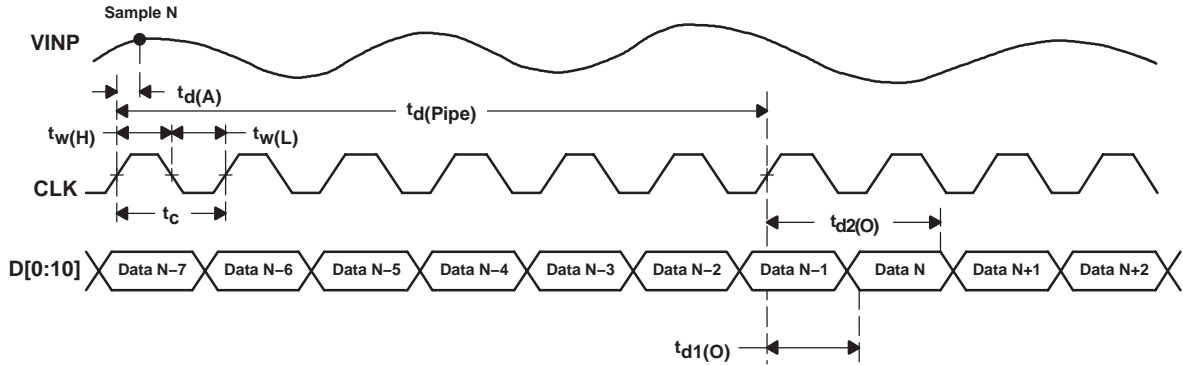 Sample N
VINP
td(A)
td(Pipe)
tw(H)
tw(L)
CLK
tc
td2(O)
D[0:10]
Data N–7
Data N–6
Data N–5
Data N–4
Data N–3
Data N–2
Data N–1
Data N
Data N+1
Data N+2
td1(O)